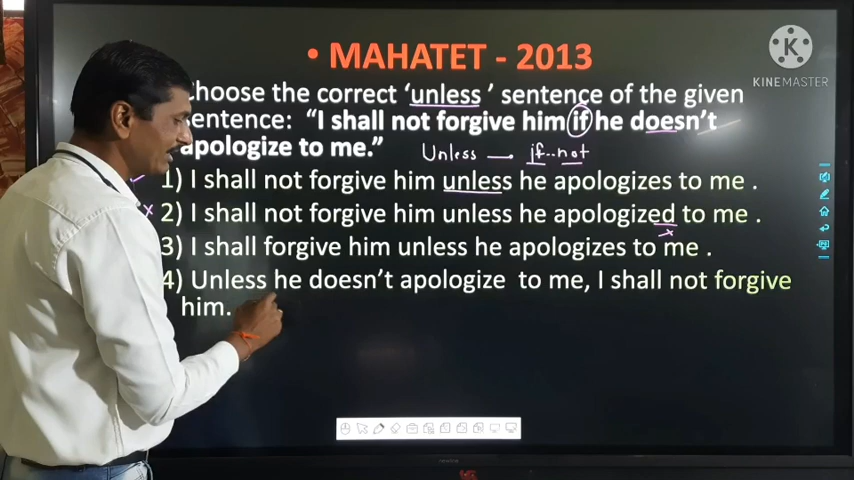 • MAHATET - 2013
KINEMASTER
hoose the correct ‘unless ’ sentence of the given
sentence: “I shall not forgive him if he doesn’t
apologize to me.” Unless — if..not
1) I shall not forgive him unless he apologizes to me .
2) I shall not forgive him unless he apologized to me .
3) I shall forgive him unless he apologizes to me .
4) Unless he doesn’t apologize to me, I shall not forgive
him.